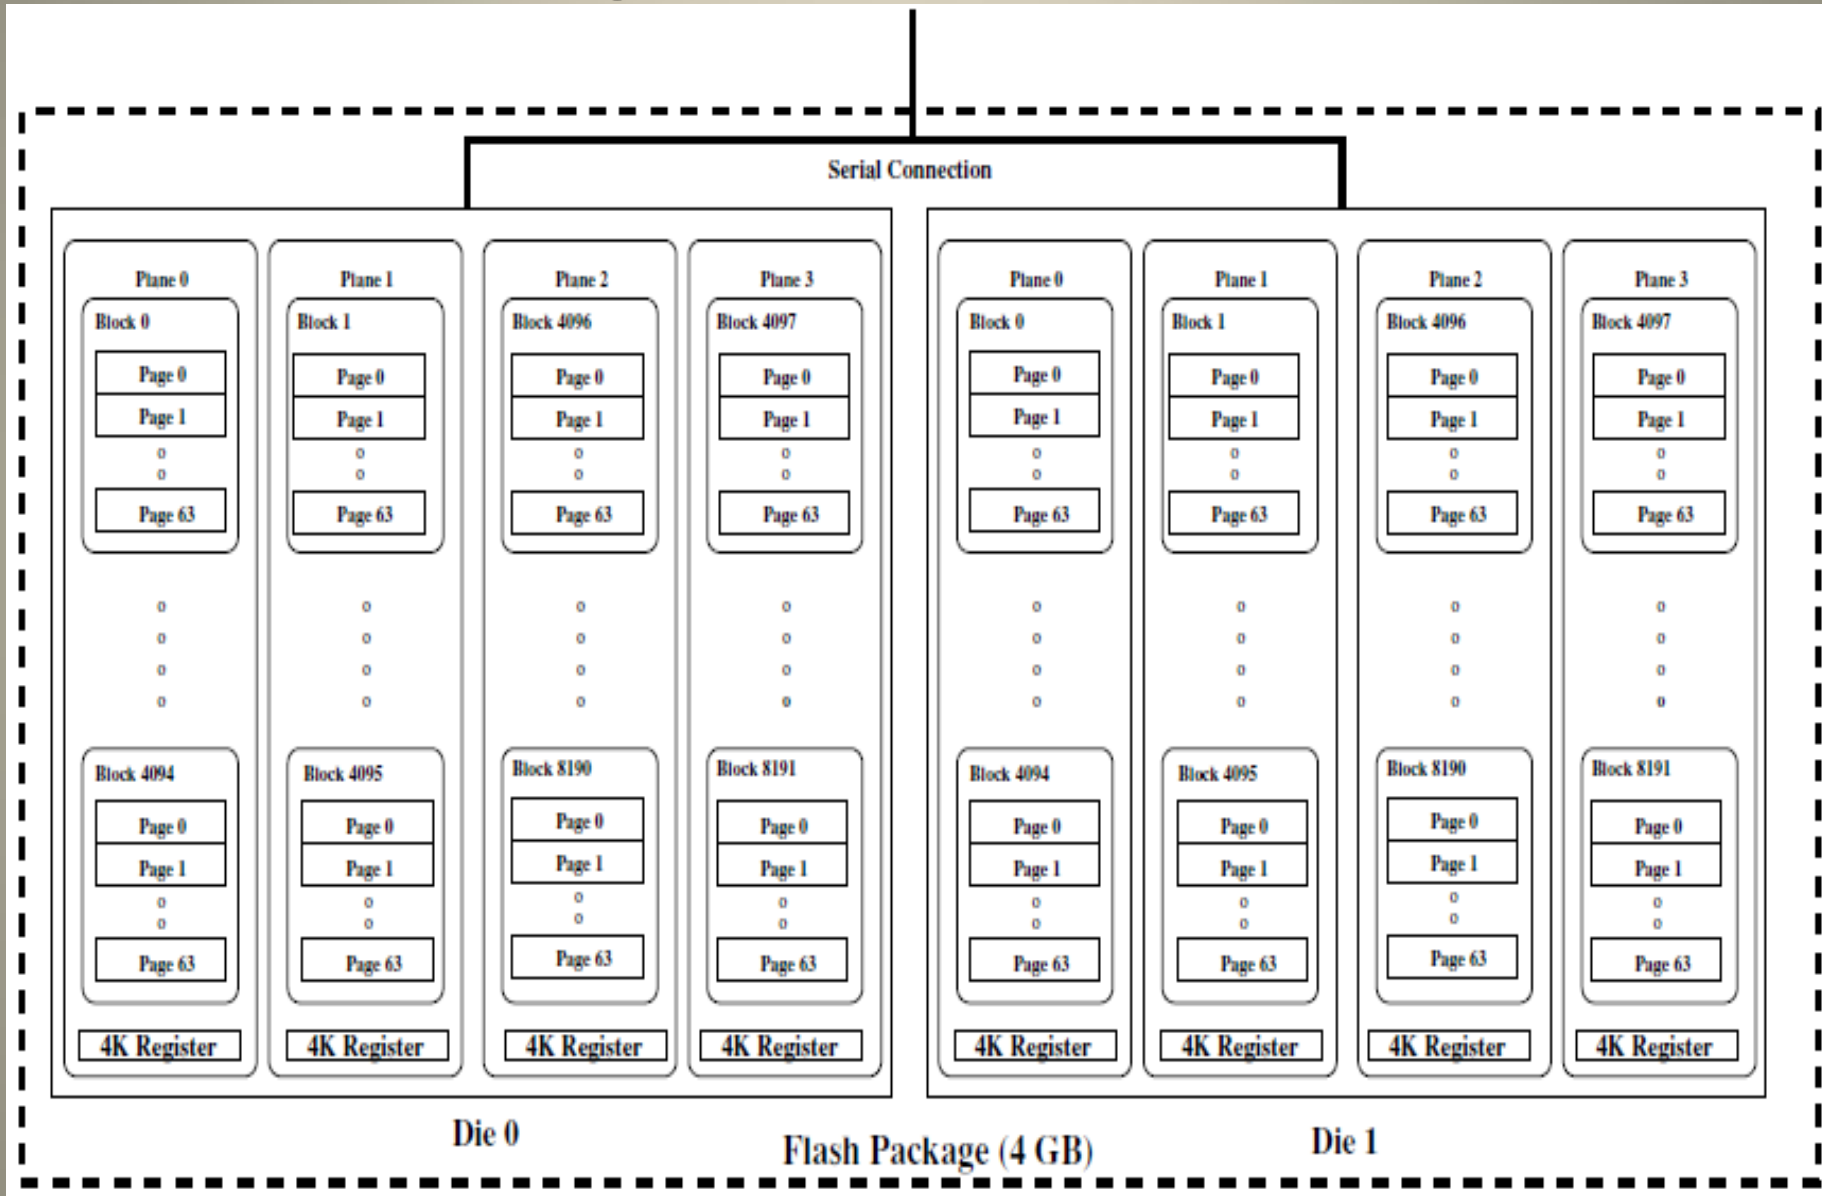 Serial Connection
Plane 0 Plane 1 Plane 2 Plane 3 Plane 0 Plane 1 Plane 2 Plane 3
Block 0 Block 1 Block 4096 Block 4097 Block 0 Block 1 Block 4096 Block 4097
Page 0 Page 0 Page 0 Page 0 Page 0 Page 0 Page 0 Page 0
Page 1 Page 1 Page 1 Page 1 Page 1 Page 1 Page 1 Page 1
Page 63 Page 63 Page 63 Page 63 Page 63 Page 63 Page 63 Page 63
Block 4094 Block 4095 Block 8190 Block 8191 Block 4094 Block 4095 Block 8190 Block 8191
Page 0 Page 0 Page 0 Page 0 Page 0 Page 0 Page 0 Page 0
Page 1 Page 1 Page 1 Page 1 Page 1 Page 1 Page 1 Page 1
Page 63 Page 63 Page 63 Page 63 Page 63 Page 63 Page 63 Page 63
4K Register 4K Register 4K Register 4K Register 4K Register 4K Register 4K Register 4K Register
Die 0 Flash Package (4 GB) Die 1